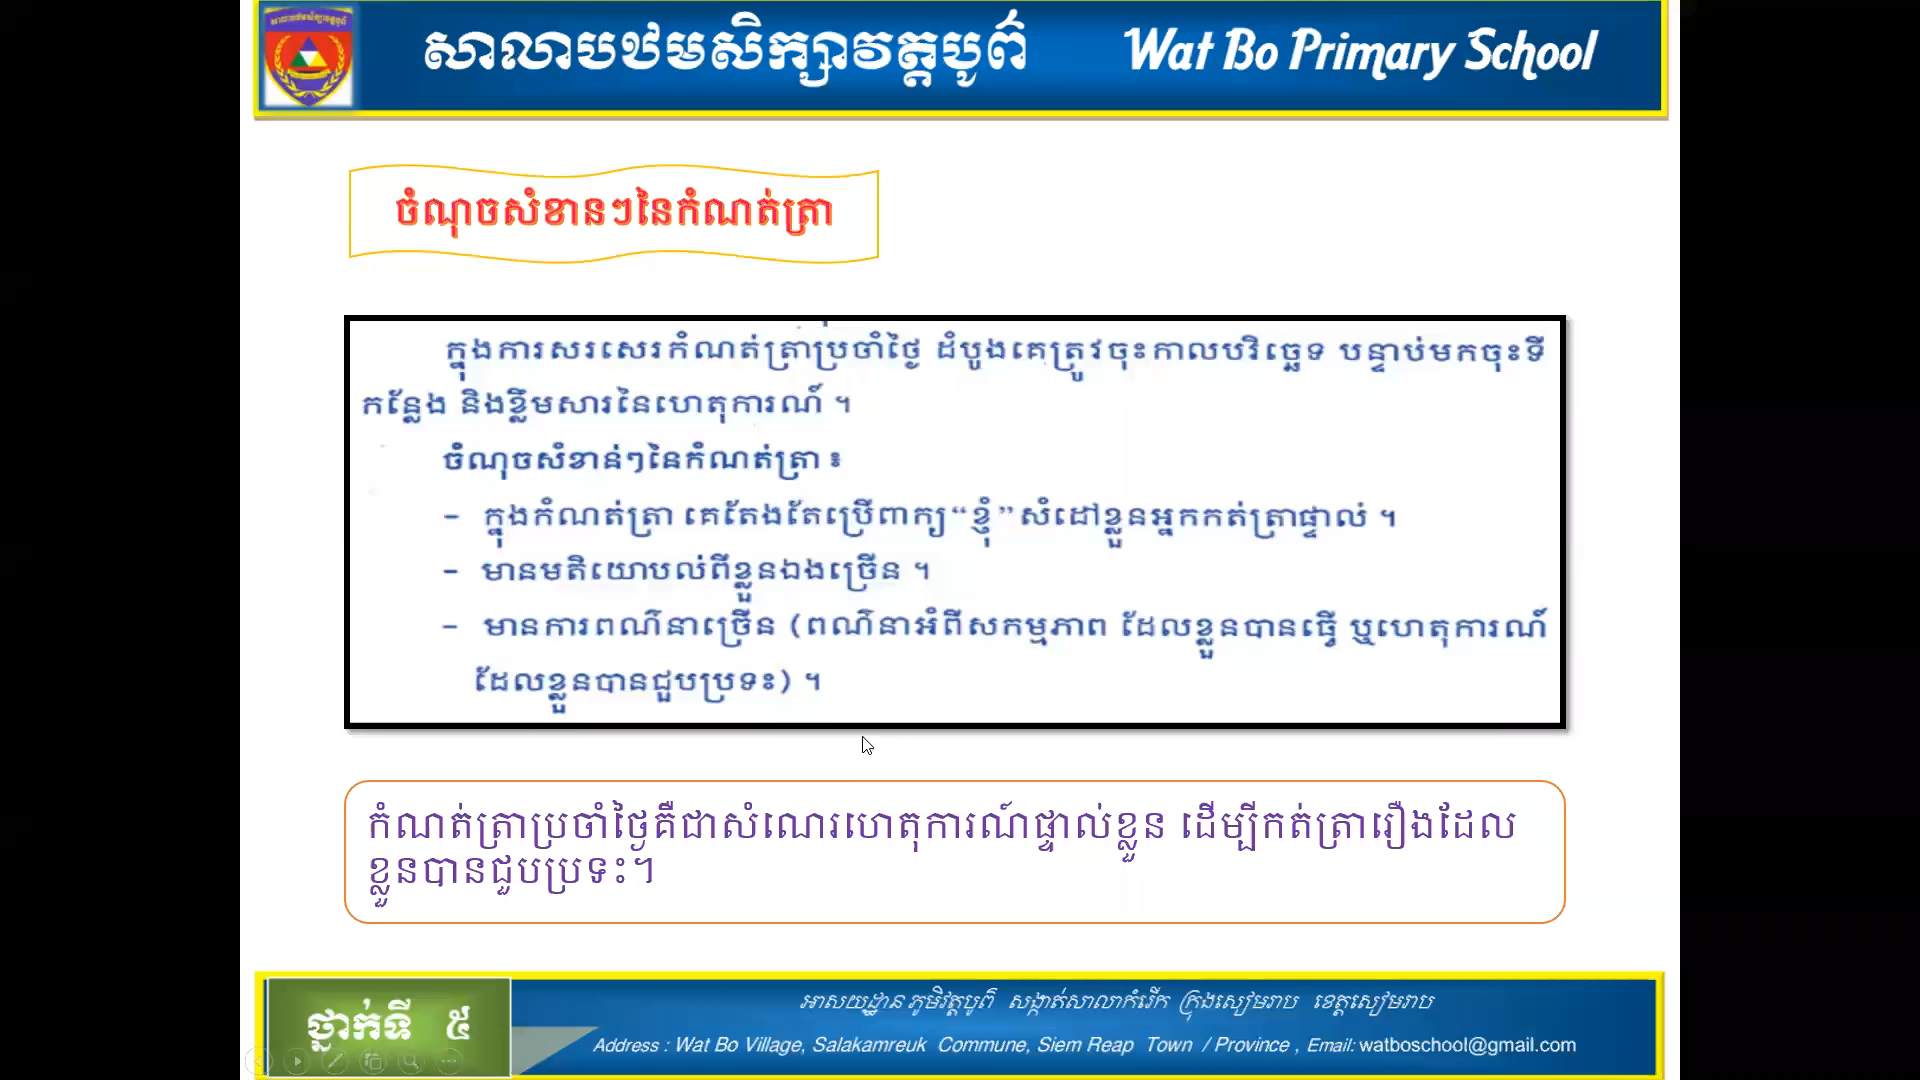 សាលាបឋមសិក្សាវត្តបូព៌ Wat Bo Primary School
ចំណុចសំខានៗនៃកំណត់ត្រា
ក្នុងការសរសេរកំណត់ត្រាប្រចាំថ្ងៃ ដំបូងគេត្រូវចុះកាលបរិច្ឆេទ បន្ទាប់មកចុះទី
កន្លែង និងខ្លឹមសារនៃហេតុការណ៍ ។
ចំណុចសំខាន់ៗនៃកំណត់ត្រា ៖
- ក្នុងកំណត់ត្រា គេតែងតែប្រើពាក្យ “ខ្ញុំ” សំដៅខ្លួនអ្នកកត់ត្រាផ្ទាល់ ។
- មានមតិយោបល់ពីខ្លួនឯងច្រើន ។
- មានការពណ៌នាច្រើន (ពណ៌នាអំពីសកម្មភាព ដែលខ្លួនបានធ្វើ ឬហេតុការណ៍
ដែលខ្លួនបានជួបប្រទះ) ។
កំណត់ត្រាប្រចាំថ្ងៃគឺជាសំណេរហេតុការណ៍ផ្ទាល់ខ្លួន ដើម្បីកត់ត្រារឿងដែល
ខ្លួនបានជួបប្រទះ។
ថ្នាក់ទី ៥
អាសយដ្ឋាន ភូមិវត្តបូព៌ សង្កាត់សាលាកំរើក ក្រុងសៀមរាប ខេត្តសៀមរាប
Address : Wat Bo Village, Salakamreuk Commune, Siem Reap Town / Province , Email: watboschool@gmail.com